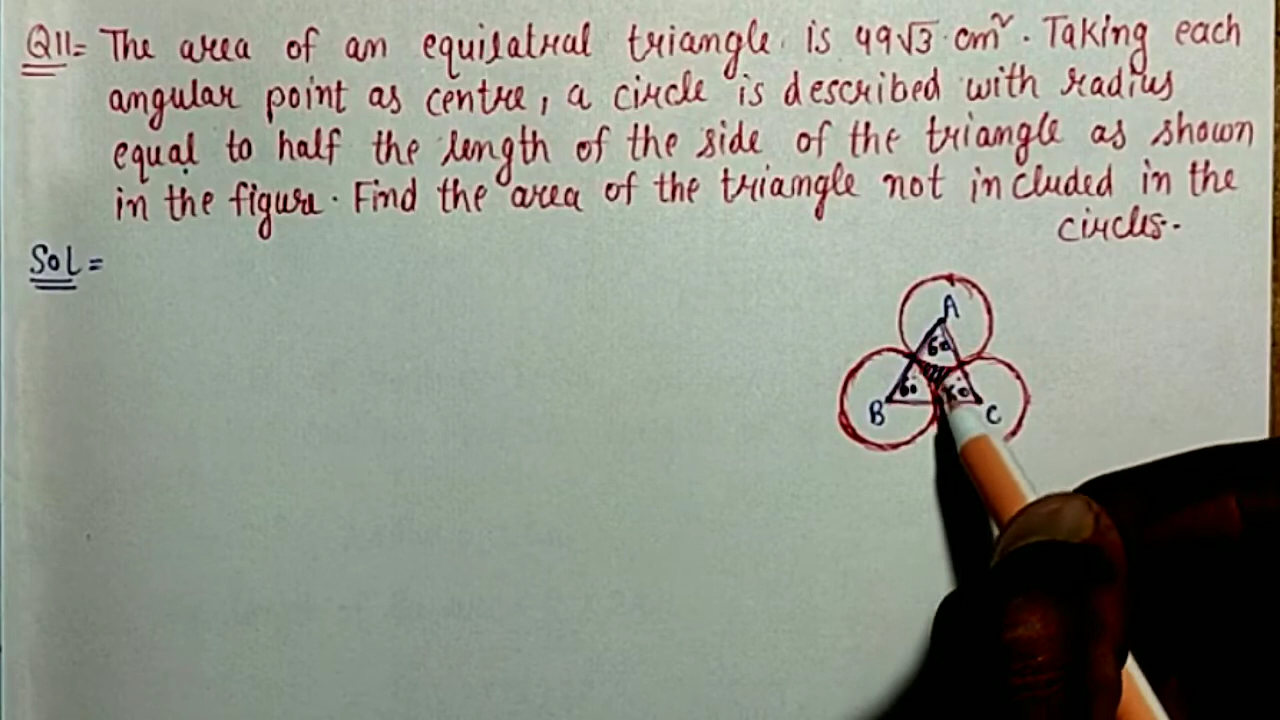 Q11= The area of an equilatral triangle is 49√3 cm². Taking each
angular point as centre, a circle is described with radius
equal to half the length of the side of the triangle as shown
in the figure. Find the area of the triangle not included in the
circles.
Sol=
A
60
60
B
C